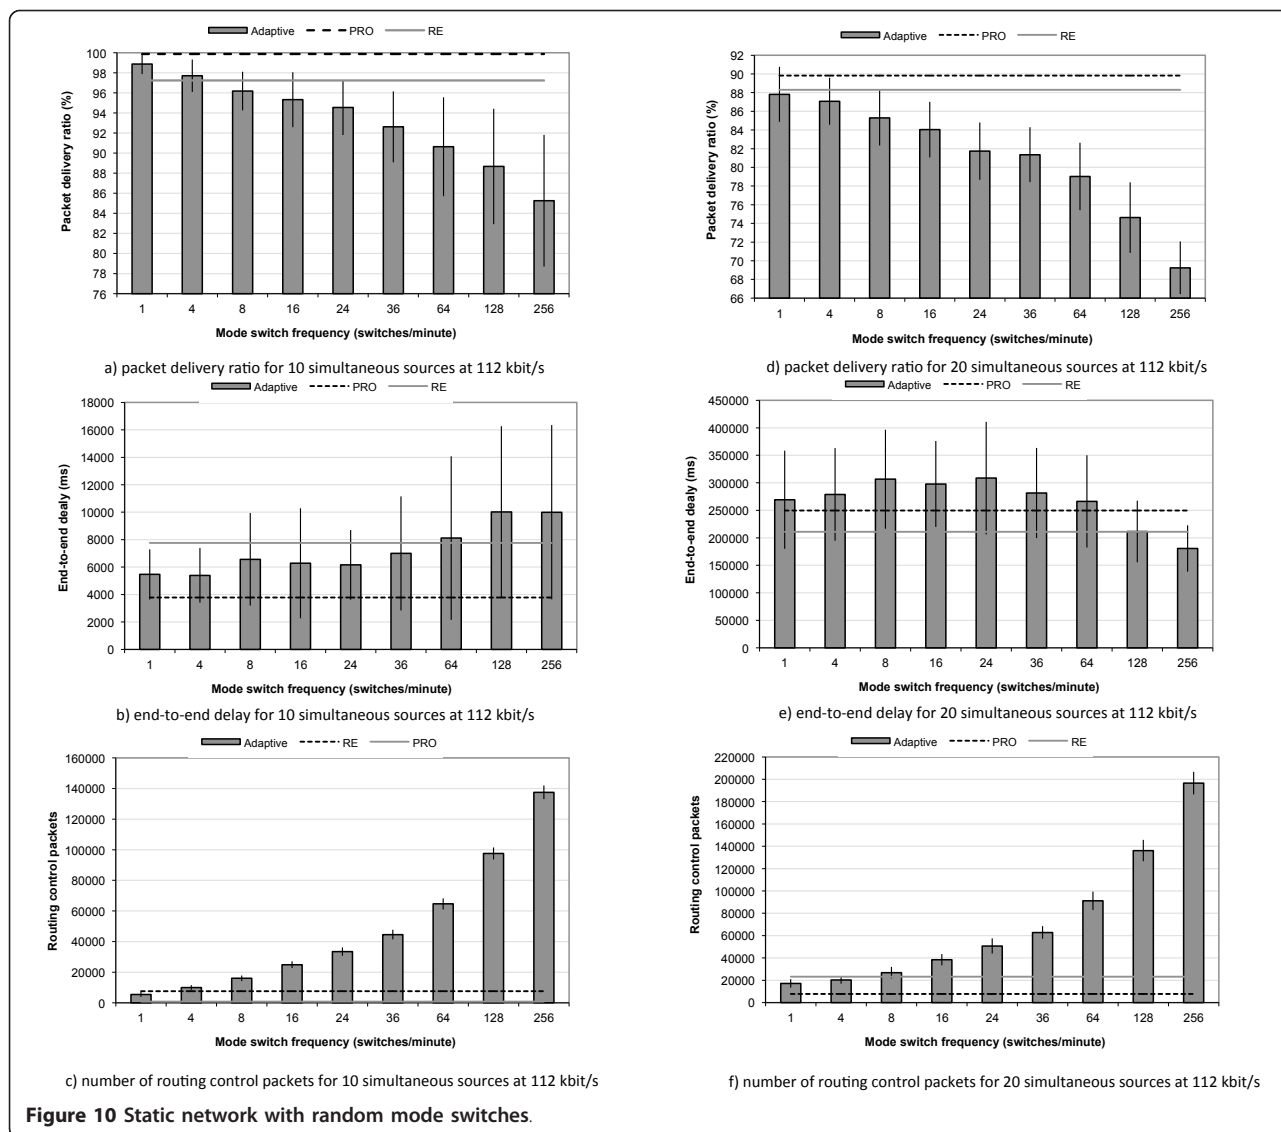 Adaptive PRO RE
Packet delivery ratio (%)
100
98
96
94
92
90
88
86
84
82
80
78
76
1 4 8 16 24 36 64 128 256
Mode switch frequency (switches/minute)
a) packet delivery ratio for 10 simultaneous sources at 112 kbit/s
Adaptive PRO RE
End-to-end dealy (ms)
18000
16000
14000
12000
10000
8000
6000
4000
2000
0
1 4 8 16 24 36 64 128 256
Mode switch frequency (switches/minute)
b) end-to-end delay for 10 simultaneous sources at 112 kbit/s
Adaptive RE PRO
Routing control packets
160000
140000
120000
100000
80000
60000
40000
20000
0
1 4 8 16 24 36 64 128 256
Mode switch frequency (switches/minute)
c) number of routing control packets for 10 simultaneous sources at 112 kbit/s
Adaptive PRO RE
Packet delivery ratio (%)
92
90
88
86
84
82
80
78
76
74
72
70
68
66
1 4 8 16 24 36 64 128 256
Mode switch frequency (switches/minute)
d) packet delivery ratio for 20 simultaneous sources at 112 kbit/s
Adaptive PRO RE
End-to-end dealy (ms)
450000
400000
350000
300000
250000
200000
150000
100000
50000
0
1 4 8 16 24 36 64 128 256
Mode switch frequency (switches/minute)
e) end-to-end delay for 20 simultaneous sources at 112 kbit/s
Adaptive PRO RE
Routing control packets
220000
200000
180000
160000
140000
120000
100000
80000
60000
40000
20000
0
1 4 8 16 24 36 64 128 256
Mode switch frequency (switches/minute)
f) number of routing control packets for 20 simultaneous sources at 112 kbit/s
Figure 10 Static network with random mode switches.